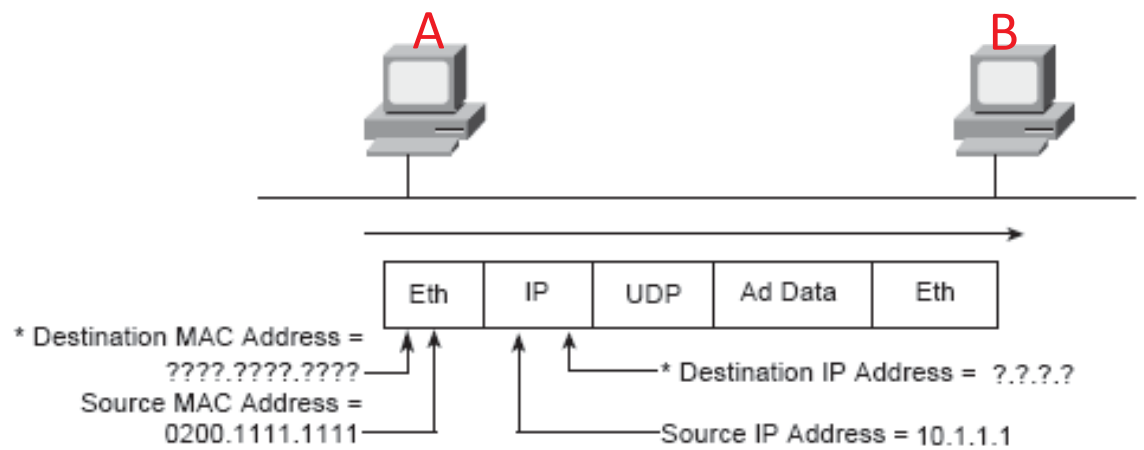 A
B
Eth
IP
UDP
Ad Data
Eth
* Destination MAC Address =
????.????.????
Source MAC Address =
0200.1111.1111
* Destination IP Address = ?.?.?.?
Source IP Address = 10.1.1.1